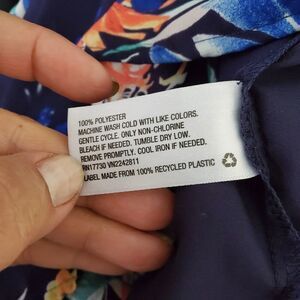 100% POLYESTER
MACHINE WASH COLD WITH LIKE COLORS.
GENTLE CYCLE. ONLY NON-CHLORINE
BLEACH IF NEEDED. TUMBLE DRY LOW.
REMOVE PROMPTLY. COOL IRON IF NEEDED.
RN17730 VN2242811
LABEL MADE FROM 100% RECYCLED PLASTIC